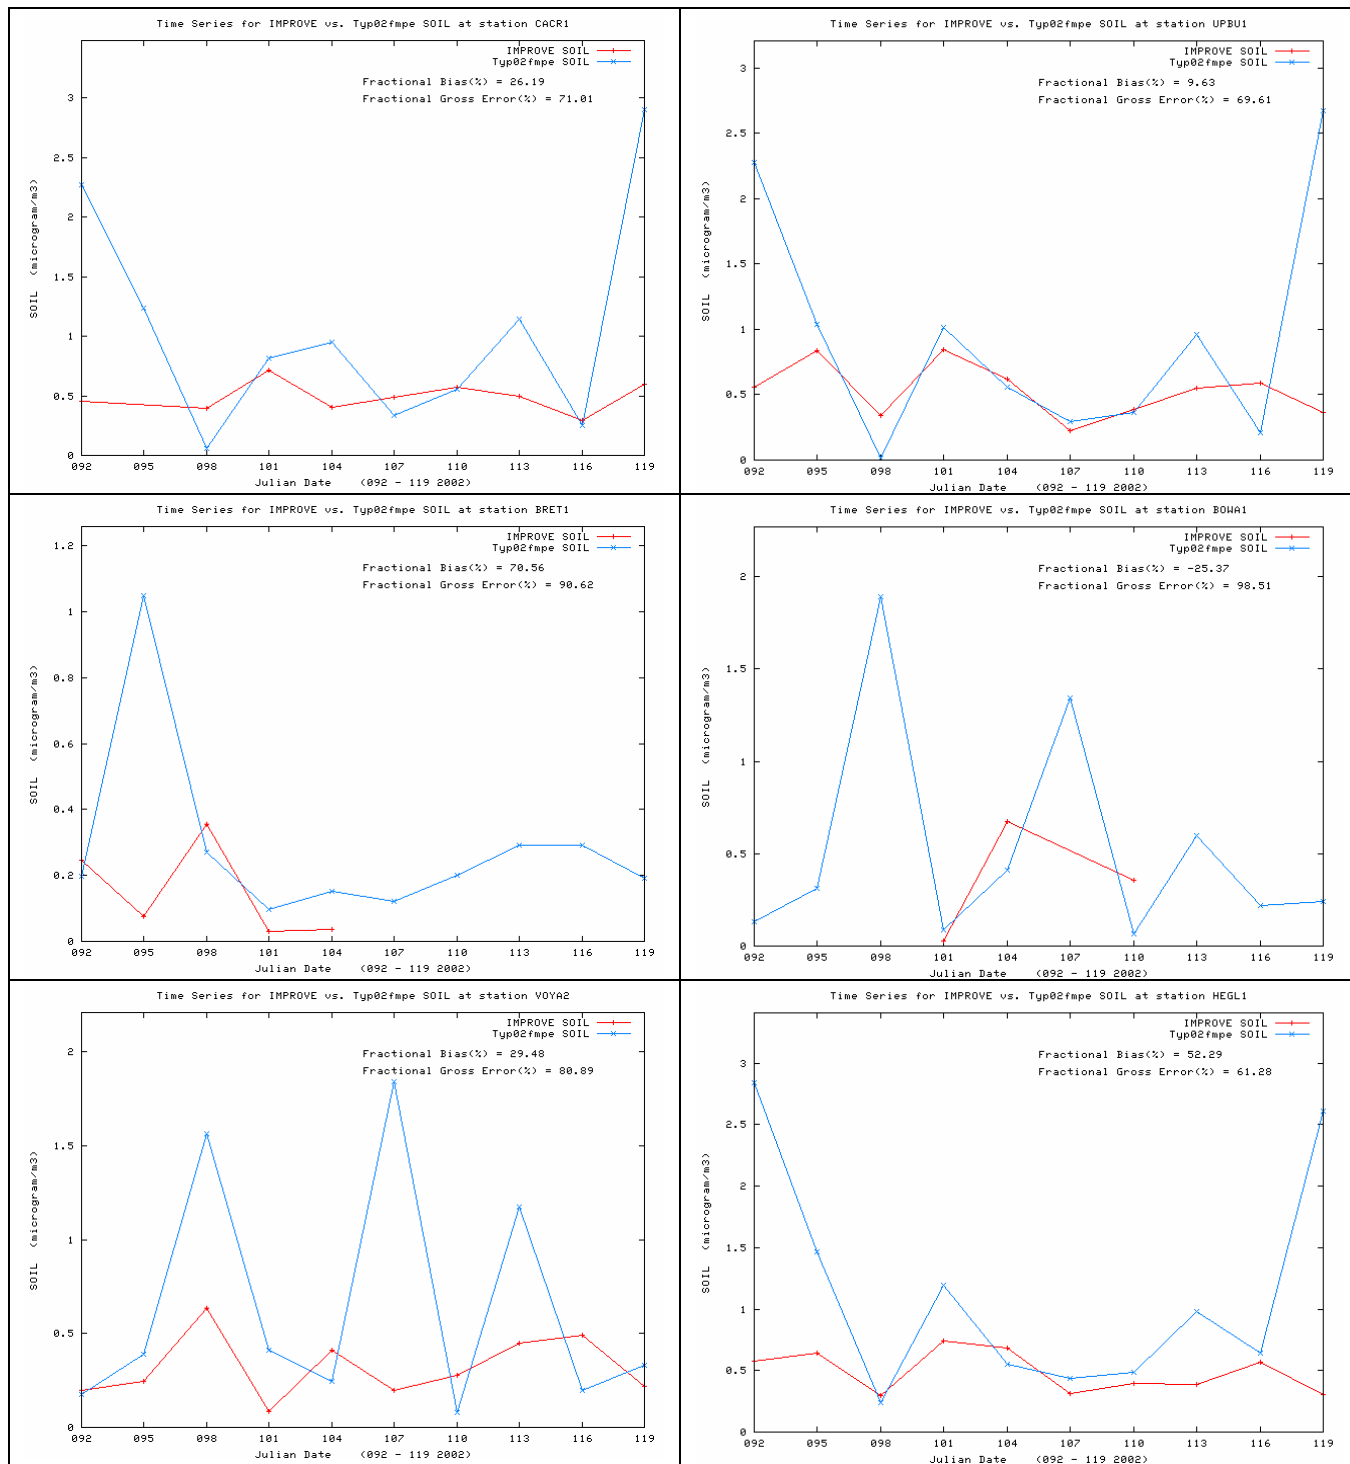 Time Series for IMPROVE vs. Typ02fmpe SOIL at station CACR1
IMPROVE SOIL
Typ02fmpe SOIL
Fractional Bias(%) = 26.19
Fractional Gross Error(%) = 71.01
3
2.5
2
1.5
1
0.5
0
SOIL (microgram/m3)
092 095 098 101 104 107 110 113 116 119
Julian Date (092 - 119 2002)
Time Series for IMPROVE vs. Typ02fmpe SOIL at station UPBU1
IMPROVE SOIL
Typ02fmpe SOIL
Fractional Bias(%) = 9.63
Fractional Gross Error(%) = 69.61
3
2.5
2
1.5
1
0.5
0
SOIL (microgram/m3)
092 095 098 101 104 107 110 113 116 119
Julian Date (092 - 119 2002)
Time Series for IMPROVE vs. Typ02fmpe SOIL at station BRET1
IMPROVE SOIL
Typ02fmpe SOIL
Fractional Bias(%) = 70.56
Fractional Gross Error(%) = 90.62
1.2
1
0.8
0.6
0.4
0.2
0
SOIL (microgram/m3)
092 095 098 101 104 107 110 113 116 119
Julian Date (092 - 119 2002)
Time Series for IMPROVE vs. Typ02fmpe SOIL at station BOWA1
IMPROVE SOIL
Typ02fmpe SOIL
Fractional Bias(%) = -25.37
Fractional Gross Error(%) = 98.51
2
1.5
1
0.5
0
SOIL (microgram/m3)
092 095 098 101 104 107 110 113 116 119
Julian Date (092 - 119 2002)
Time Series for IMPROVE vs. Typ02fmpe SOIL at station VOYA2
IMPROVE SOIL
Typ02fmpe SOIL
Fractional Bias(%) = 29.48
Fractional Gross Error(%) = 80.89
2
1.5
1
0.5
0
SOIL (microgram/m3)
092 095 098 101 104 107 110 113 116 119
Julian Date (092 - 119 2002)
Time Series for IMPROVE vs. Typ02fmpe SOIL at station HEGL1
IMPROVE SOIL
Typ02fmpe SOIL
Fractional Bias(%) = 52.29
Fractional Gross Error(%) = 61.28
3
2.5
2
1.5
1
0.5
0
SOIL (microgram/m3)
092 095 098 101 104 107 110 113 116 119
Julian Date (092 - 119 2002)